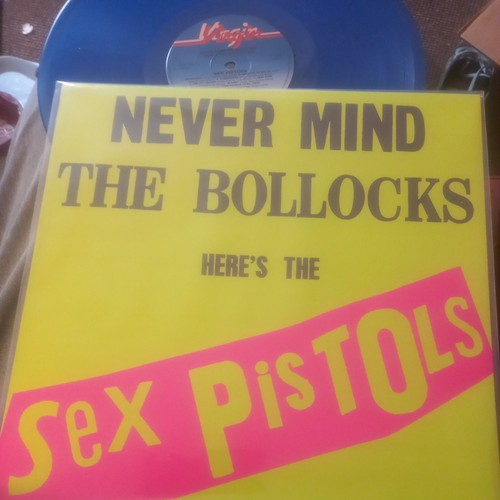 Virgin
NEVER MIND
THE BOLLOCKS
HERE'S THE
Sex PisTOLs